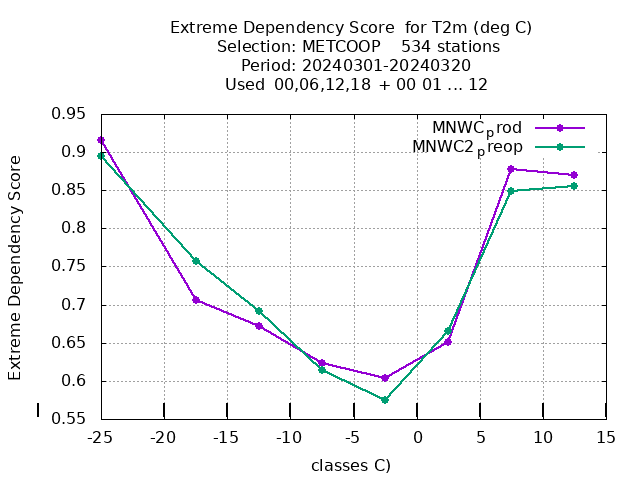 Extreme Dependency Score for T2m (deg C)
Selection: METCOOP 534 stations
Period: 20240301-20240320
Used 00,06,12,18 + 00 01 ... 12
MNWCprod
MNWC2preop
Extreme Dependency Score
0.95
0.9
0.85
0.8
0.75
0.7
0.65
0.6
0.55
-25 -20 -15 -10 -5 0 5 10 15
classes C)